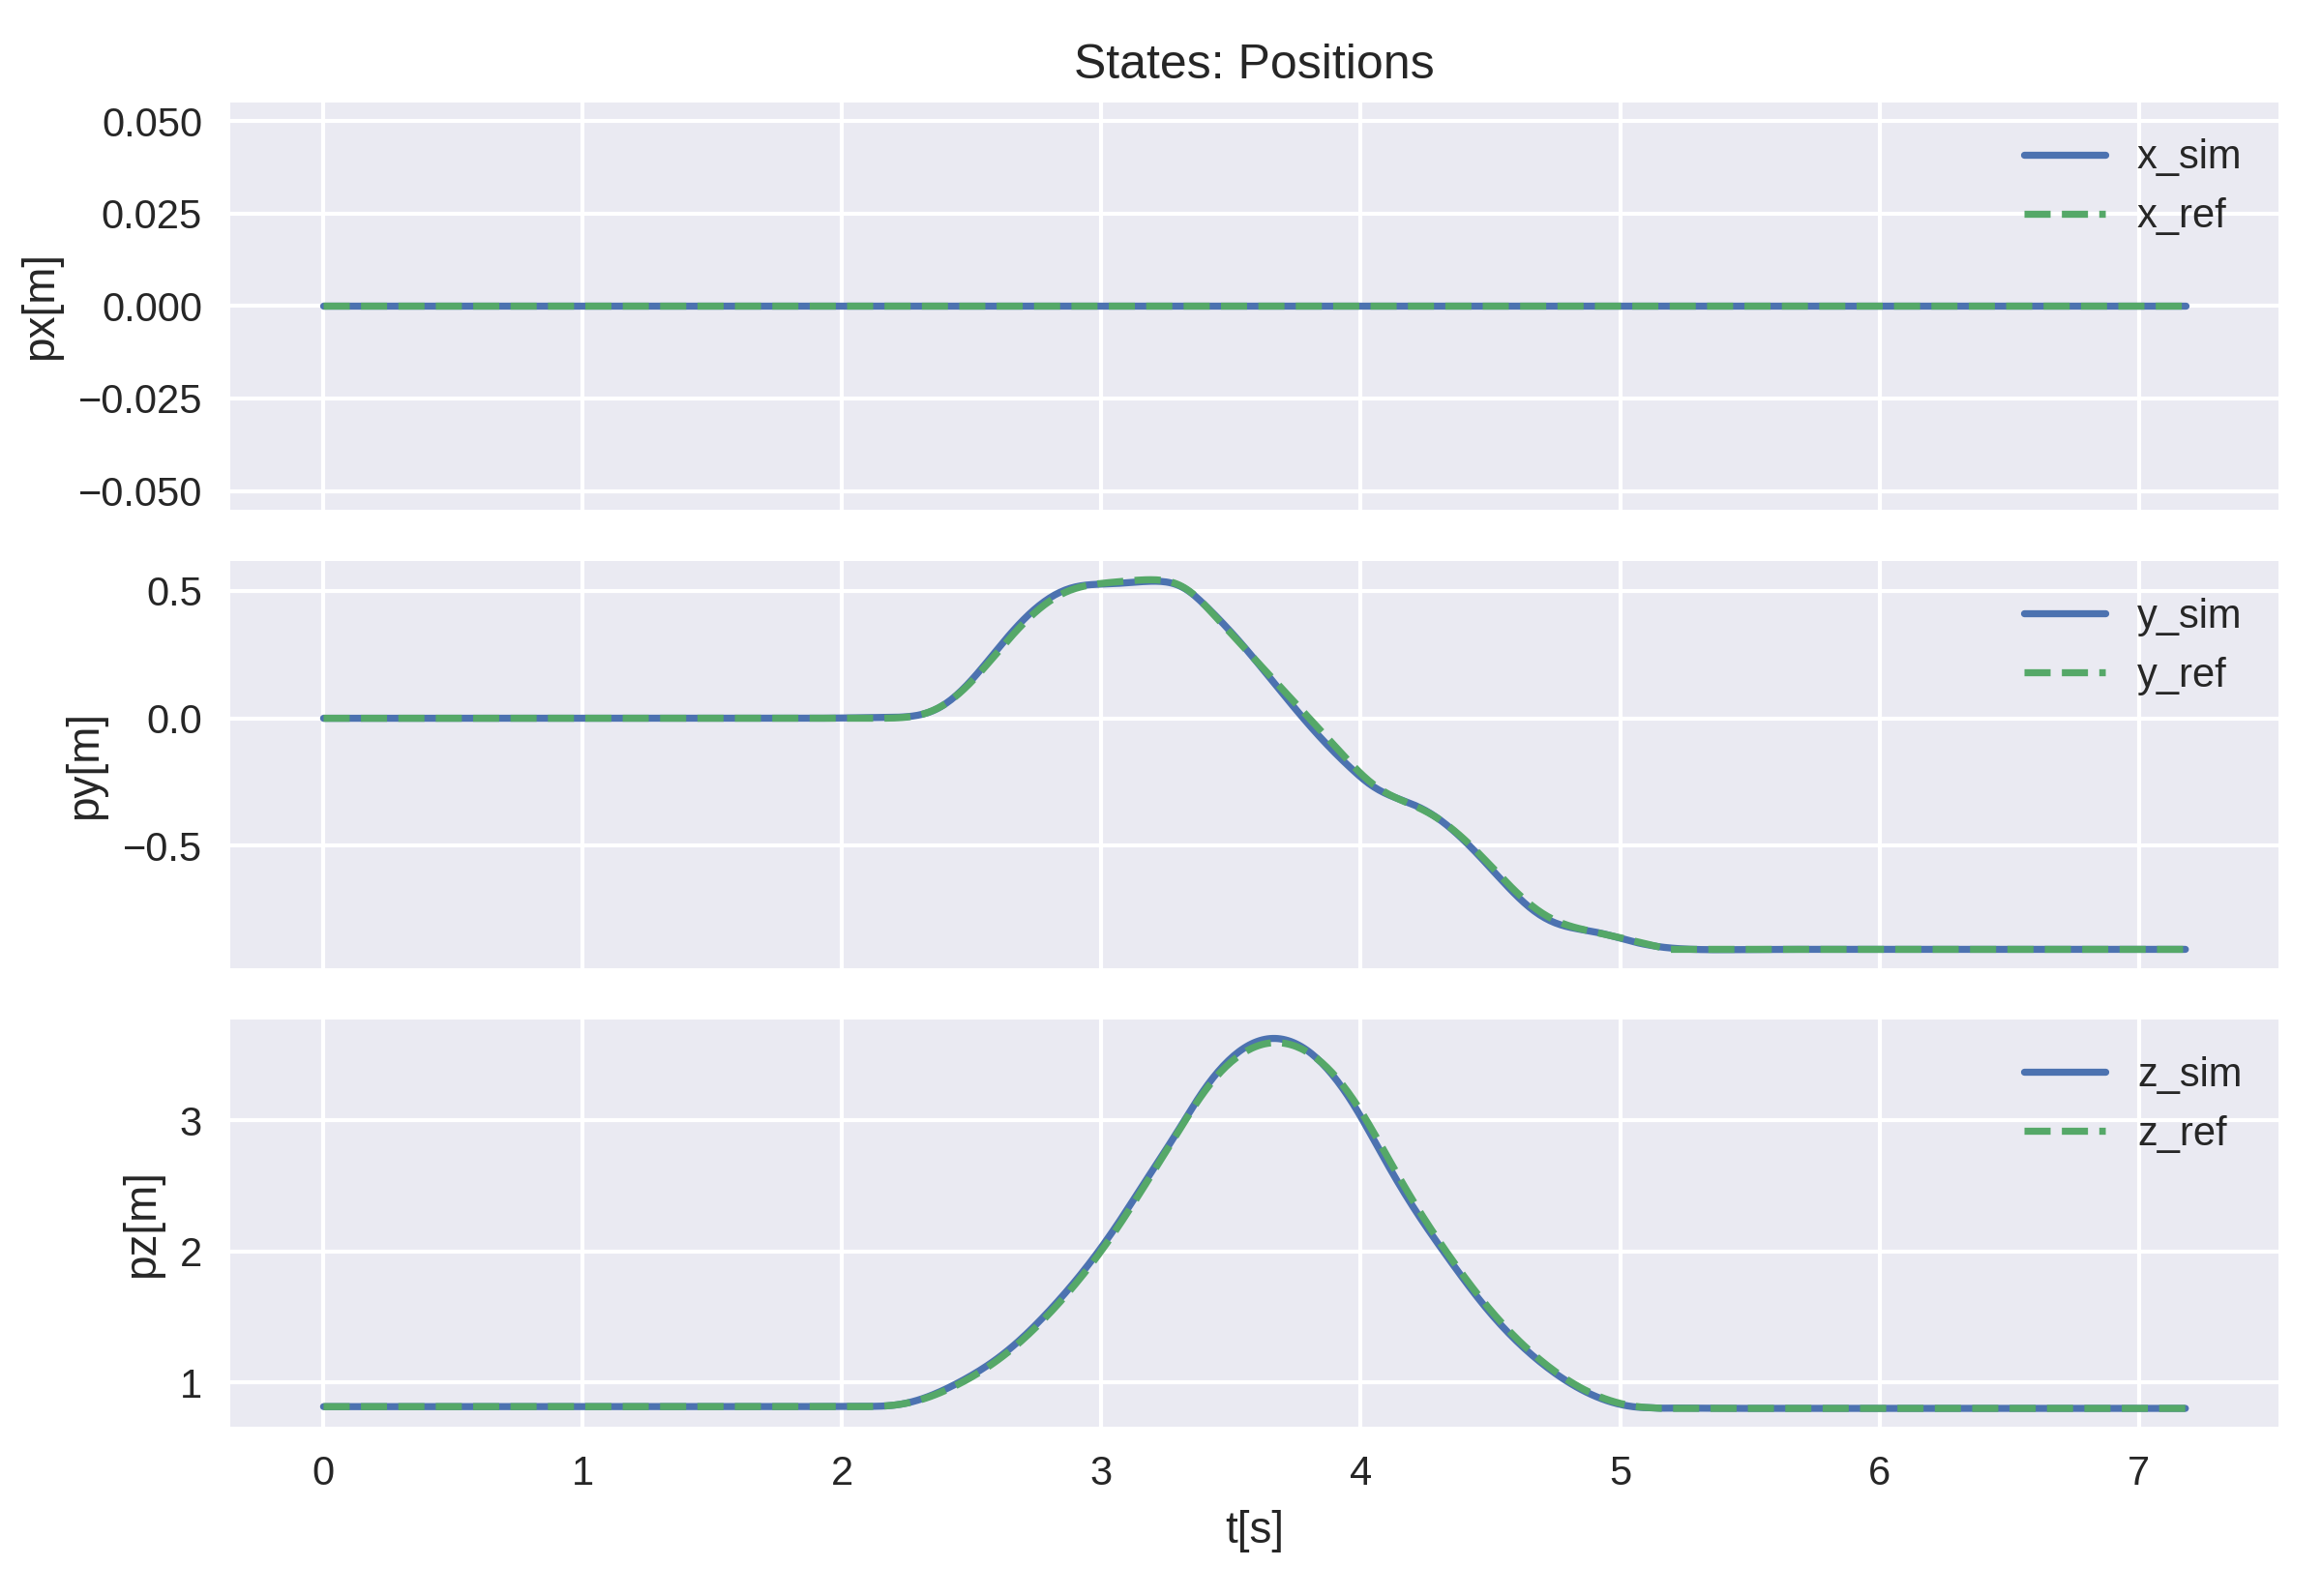 States: Positions
px[m]
0.050
0.025
0.000
−0.025
−0.050
x_sim
x_ref
py[m]
0.5
0.0
−0.5
y_sim
y_ref
pz[m]
3
2
1
z_sim
z_ref
0 1 2 3 4 5 6 7
t[s]